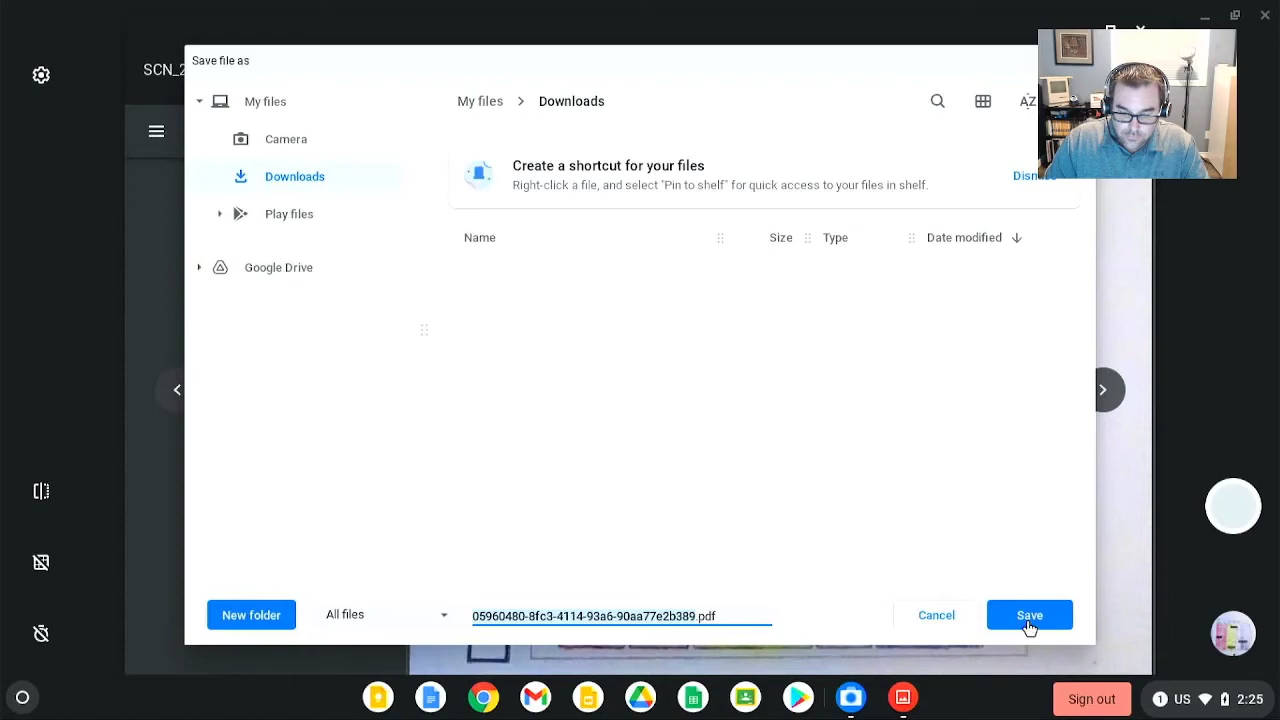 SCN_2
Save file as
My files
My files
Downloads
AZ
Camera
Downloads
Play files
Google Drive
Create a shortcut for your files
Right-click a file, and select "Pin to shelf" for quick access to your files in shelf.
Dismi
Name
Size
Type
Date modified
New folder
All files
05960480-8fc3-4114-93a6-90aa77e2b389.pdf
Cancel
Save
Sign out
1
US
2:25